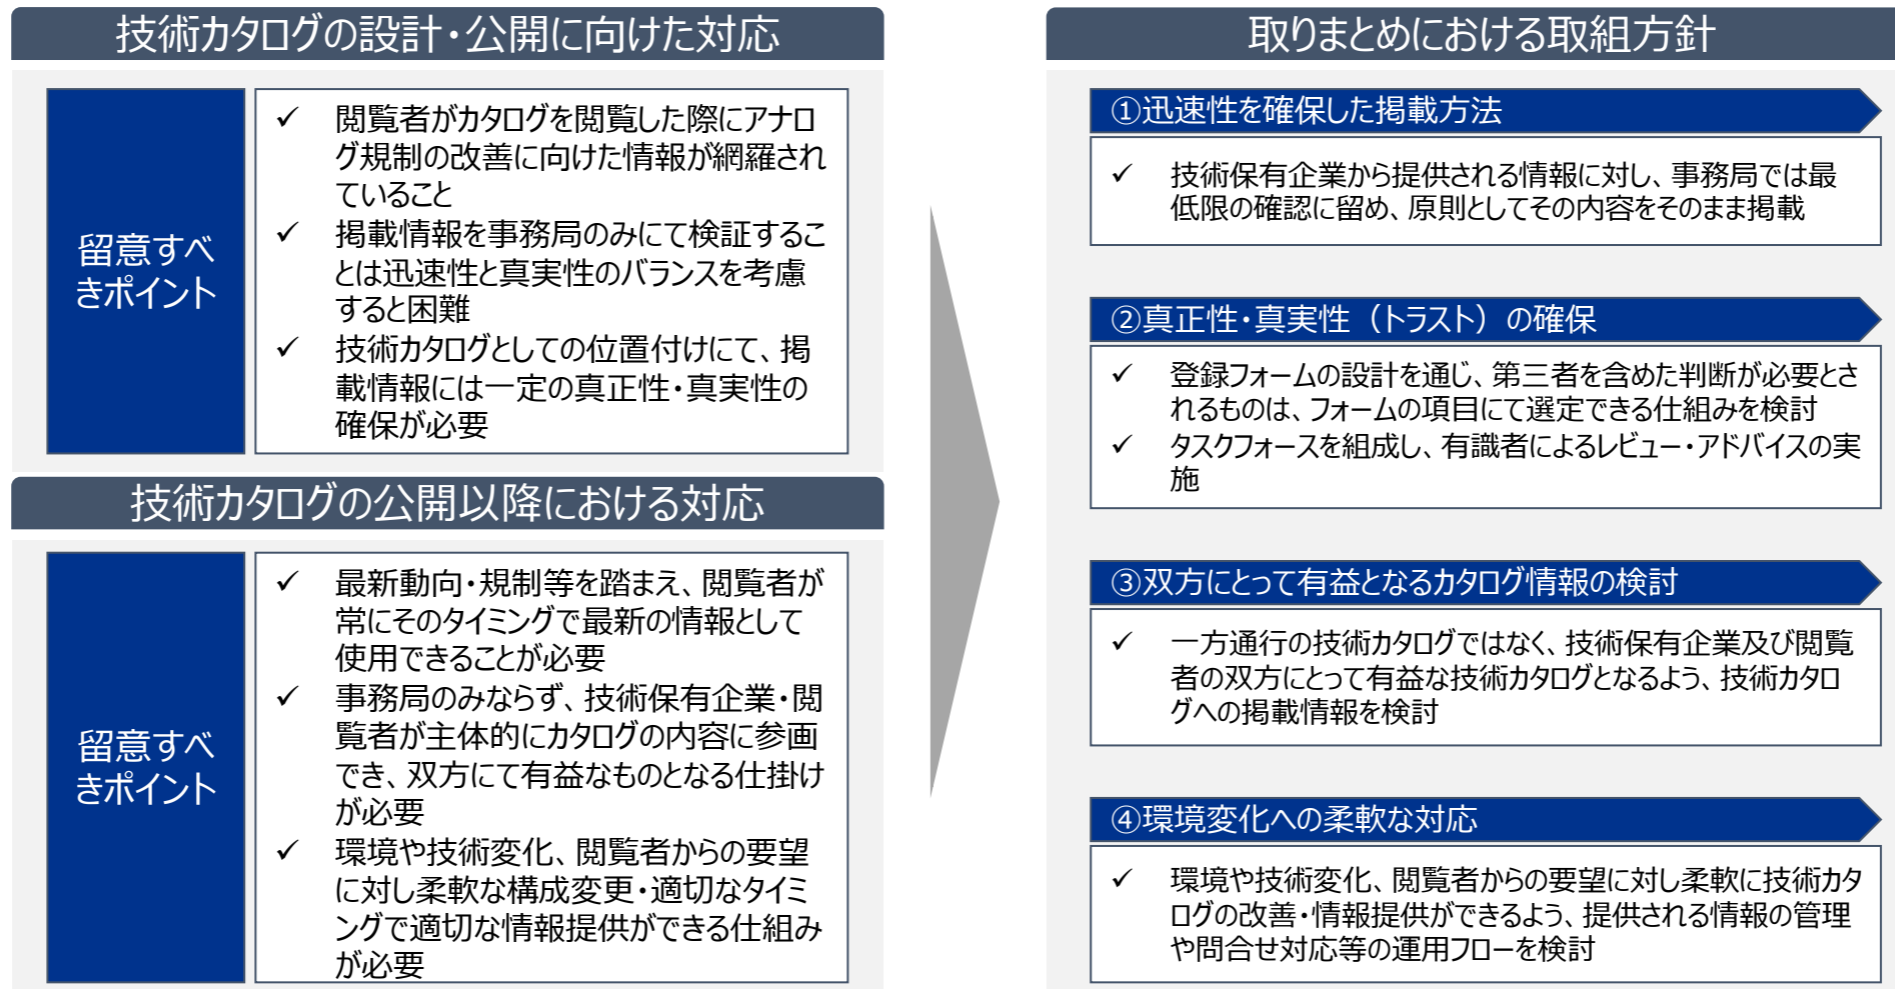 技術カタログの設計・公開に向けた対応
留意すべ
きポイント
✓ 閲覧者がカタログを閲覧した際にアナロ
グ規制の改善に向けた情報が網羅され
ていること
✓ 掲載情報を事務局のみにて検証するこ
とは迅速性と真実性のバランスを考慮
すると困難
✓ 技術カタログとしての位置付けにて、掲
載情報には一定の真正性・真実性の
確保が必要
技術カタログの公開以降における対応
留意すべ
きポイント
✓ 最新動向・規制等を踏まえ、閲覧者が
常にそのタイミングで最新の情報として
使用できることが必要
✓ 事務局のみならず、技術保有企業・閲
覧者が主体的にカタログの内容に参画
でき、双方にて有益なものとなる仕掛け
が必要
✓ 環境や技術変化、閲覧者からの要望
に対し柔軟な構成変更・適切なタイミ
ングで適切な情報提供ができる仕組み
が必要
取りまとめにおける取組方針
①迅速性を確保した掲載方法
✓ 技術保有企業から提供される情報に対し、事務局では最
低限の確認に留め、原則としてその内容をそのまま掲載
②真正性・真実性（トラスト）の確保
✓ 登録フォームの設計を通じ、第三者を含めた判断が必要とさ
れるものは、フォームの項目にて選定できる仕組みを検討
✓ タスクフォースを組成し、有識者によるレビュー・アドバイスの実
施
③双方にとって有益となるカタログ情報の検討
✓ 一方通行の技術カタログではなく、技術保有企業及び閲覧
者の双方にとって有益な技術カタログとなるよう、技術カタロ
グへの掲載情報を検討
④環境変化への柔軟な対応
✓ 環境や技術変化、閲覧者からの要望に対し柔軟に技術カタ
ログの改善・情報提供ができるよう、提供される情報の管理
や問合せ対応等の運用フローを検討